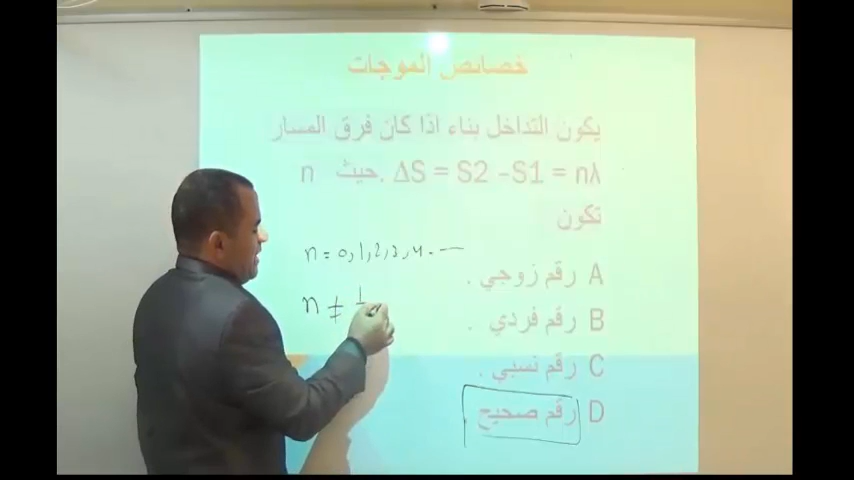 خصائص الموجات
يكون التداخل بناء اذا كان فرق المسار
ΔS = S2 -S1 = nλ .حيث n
تكون
n = 0,1,2,3,4. —
A رقم زوجي .
n ≠ 1
B رقم فردي .
C رقم نسبي .
D رقم صحيح